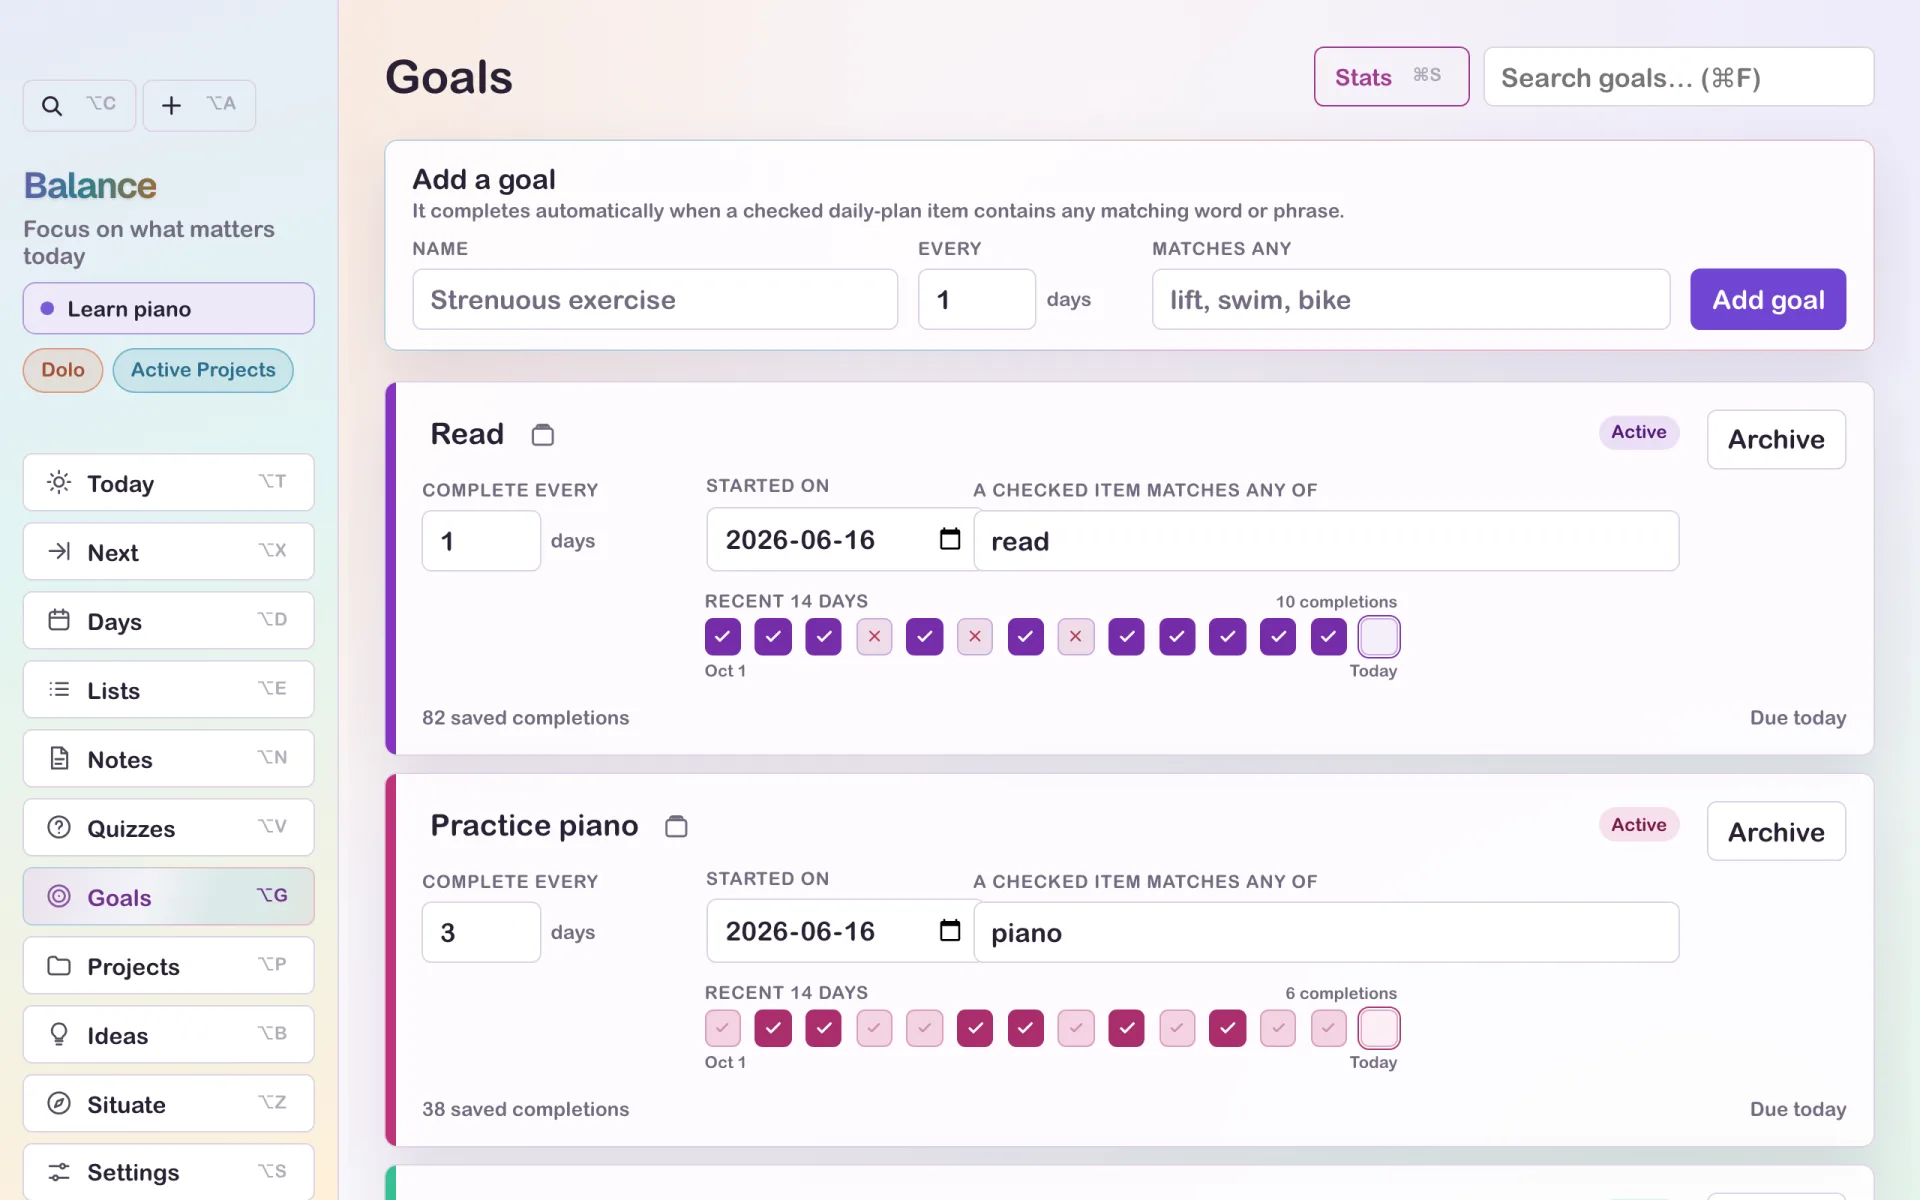 ⌥C
⌥A
Balance
Focus on what matters
today
Learn piano
Dolo
Active Projects
Today ⌥T
Next ⌥X
Days ⌥D
Lists ⌥E
Notes ⌥N
Quizzes ⌥V
Goals ⌥G
Projects ⌥P
Ideas ⌥B
Situate ⌥Z
Settings ⌥S
Goals
Stats ⌘S
Search goals... (⌘F)
Add a goal
It completes automatically when a checked daily-plan item contains any matching word or phrase.
NAME EVERY MATCHES ANY
Strenuous exercise 1 days lift, swim, bike Add goal
Read Active Archive
COMPLETE EVERY STARTED ON A CHECKED ITEM MATCHES ANY OF
1 days 2026-06-16 read
RECENT 14 DAYS 10 completions
Oct 1 Today
82 saved completions Due today
Practice piano Active Archive
COMPLETE EVERY STARTED ON A CHECKED ITEM MATCHES ANY OF
3 days 2026-06-16 piano
RECENT 14 DAYS 6 completions
Oct 1 Today
38 saved completions Due today